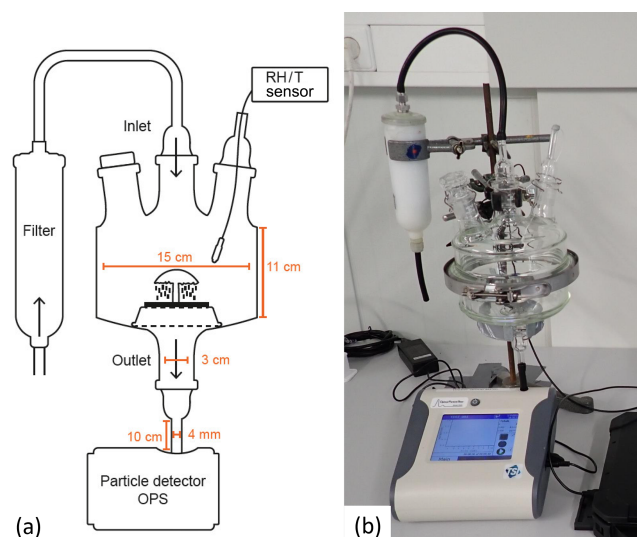 RH/T
sensor
Inlet
Filter
15 cm
11 cm
Outlet
3 cm
10 cm
4 mm
Particle detector
OPS
(a)
(b)
TSI